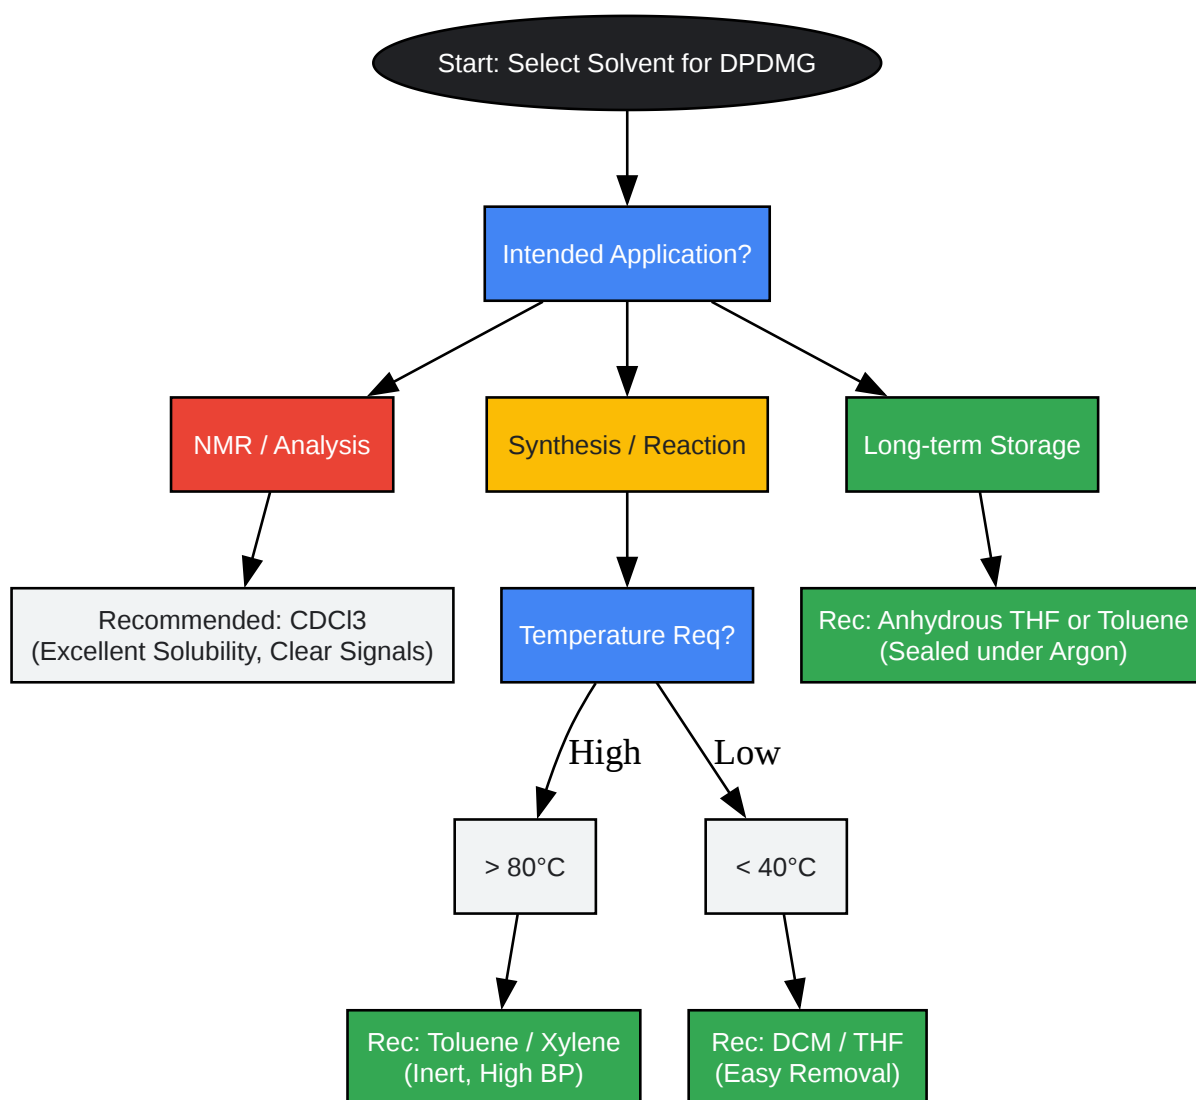 Start: Select Solvent for DPDMG
Intended Application?
NMR / Analysis
Synthesis / Reaction
Long-term Storage
Recommended: CDCl3
(Excellent Solubility, Clear Signals)
Temperature Req?
Rec: Anhydrous THF or Toluene
(Sealed under Argon)
High
Low
> 80°C
< 40°C
Rec: Toluene / Xylene
(Inert, High BP)
Rec: DCM / THF
(Easy Removal)